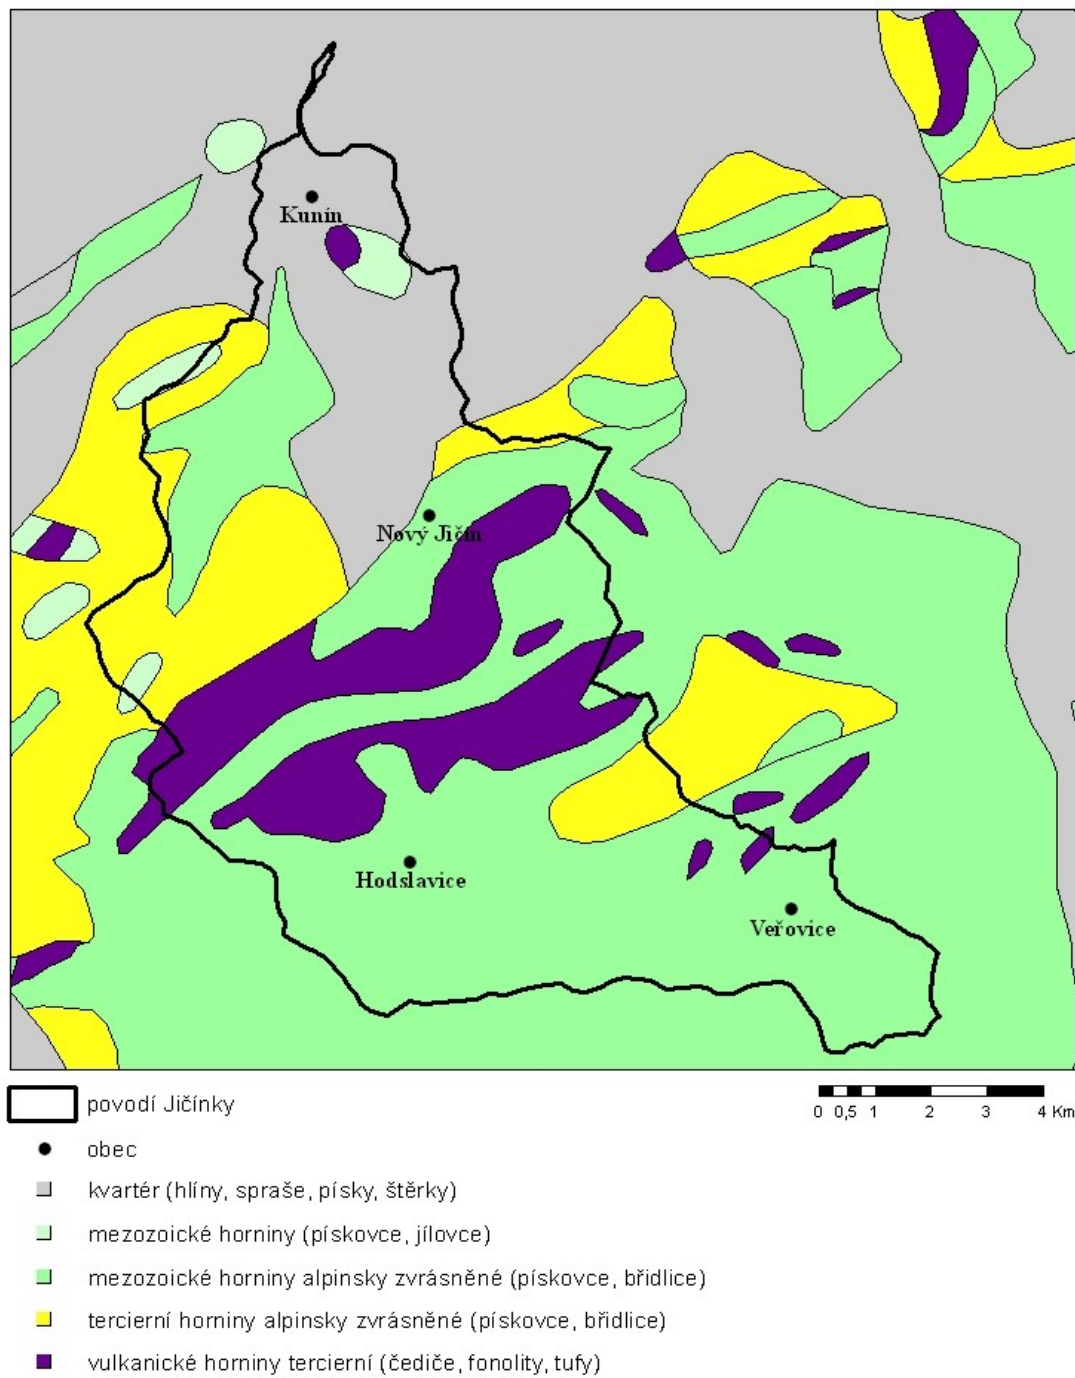 Kunín
Nový Jičín
Hodslavice
Veřovice
povodí Jičínky
0 0,5 1 2 3 4 Km
obec
kvartér (hlíny, spraše, písky, štěrky)
mezozoické horniny (pískovce, jílovce)
mezozoické horniny alpinsky zvrásněné (pískovce, břidlice)
tercierní horniny alpinsky zvrásněné (pískovce, břidlice)
vulkanické horniny tercierní (čediče, fonolity, tufy)